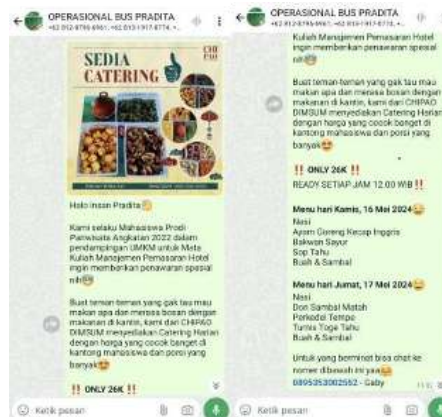 OPERASIONAL BUS PRADITA
SEDIA
CATERING
CHI
PAO
Halo Insan Pradita
Kami selaku Mahasiswa Prodi
Pariwisata Angkatan 2022 dalam
pendampingan UMKM untuk Mata
Kuliah Manajemen Pemasaran Hotel
ingin memberikan penawaran spesial
nih
Buat teman-teman yang gak tau mau
makan apa dan merasa bosan dengan
makanan di kantin, kami dari CHIPAO
DIMSUM menyediakan Catering Harian
dengan harga yang cocok banget di
kantong mahasiswa dan porsi yang
banyak
‼ ONLY 26K ‼
Ketik pesan
OPERASIONAL BUS PRADITA
Kuliah Manajemen Pemasaran Hotel
ingin memberikan penawaran spesial
nih
Buat teman-teman yang gak tau mau
makan apa dan merasa bosan dengan
makanan di kantin, kami dari CHIPAO
DIMSUM menyediakan Catering Harian
dengan harga yang cocok banget di
kantong mahasiswa dan porsi yang
banyak
‼ ONLY 26K ‼
READY SETIAP JAM 12.00 WIB ‼
Menu hari Kamis, 16 Mei 2024
Nasi
Ayam Goreng Kecap Inggris
Bakwan Sayur
Sop Tahu
Buah & Sambal
Menu hari Jumat, 17 Mei 2024
Nasi
Dori Sambal Matah
Perkedel Tempe
Tumis Toge Tahu
Buah & Sambal
Untuk yang berminat bisa chat ke
nomer dibawah ini yaa
0895353002552 - Gaby
Ketik pesan